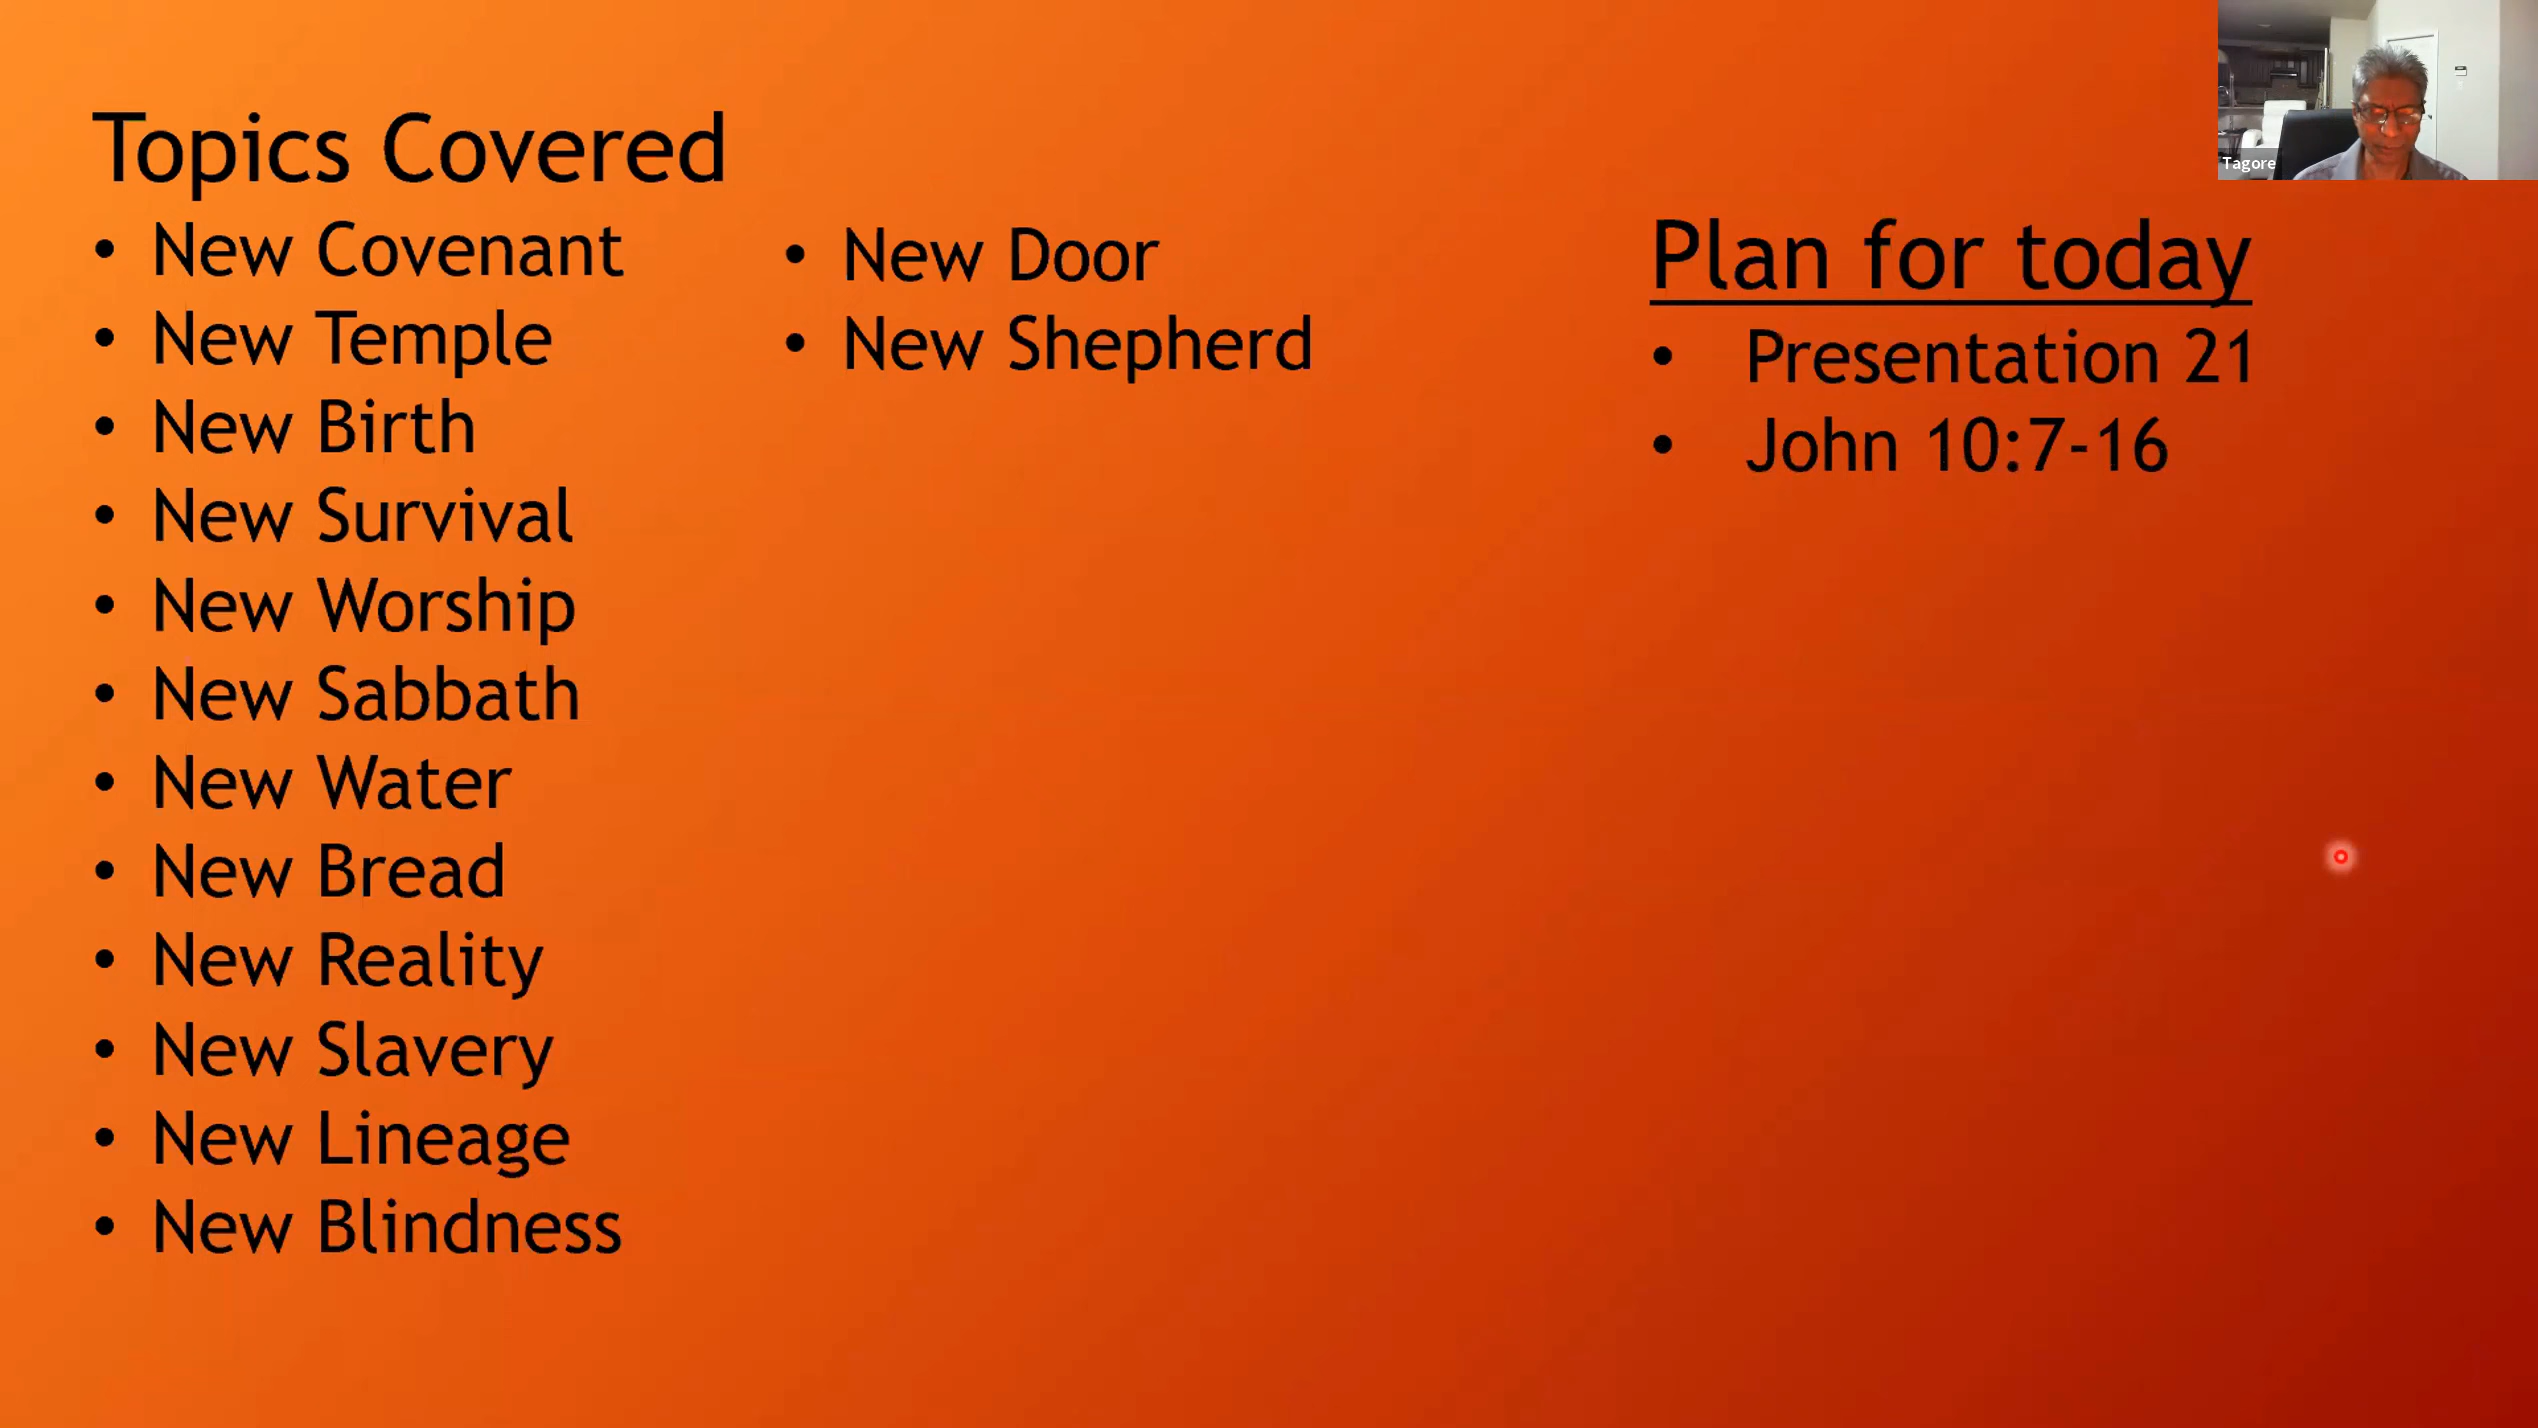 Topics Covered
• New Covenant
• New Temple
• New Birth
• New Survival
• New Worship
• New Sabbath
• New Water
• New Bread
• New Reality
• New Slavery
• New Lineage
• New Blindness
• New Door
• New Shepherd
Plan for today
• Presentation 21
• John 10:7-16
Tagore